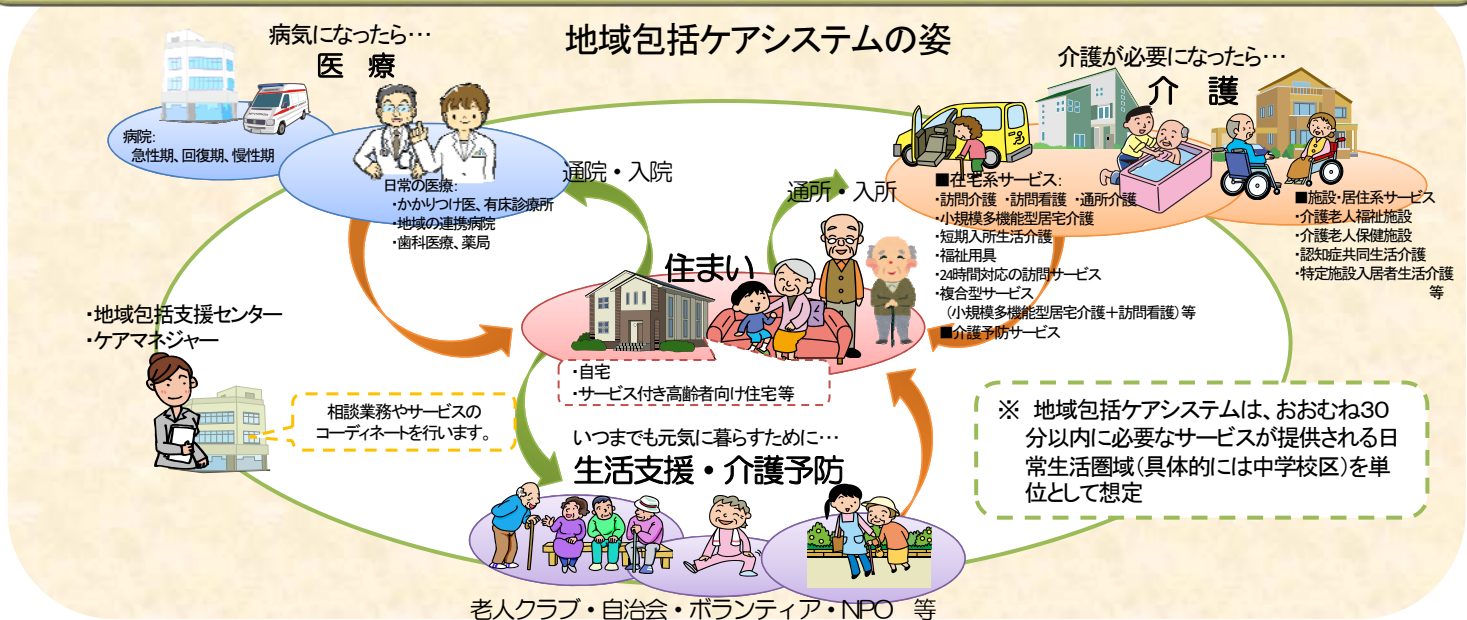 地域包括ケアシステムの姿
病気になったら…
医 療
病院:
急性期、回復期、慢性期
日常の医療:
・かかりつけ医、有床診療所
・地域の連携病院
・歯科医療、薬局
通院・入院
通所・入所
介護が必要になったら…
介 護
■在宅系サービス:
・訪問介護 ・訪問看護 ・通所介護
・小規模多機能型居宅介護
・短期入所生活介護
・福祉用具
・24時間対応の訪問サービス
・複合型サービス
(小規模多機能型居宅介護+訪問看護)等
■介護予防サービス
■施設・居住系サービス
・介護老人福祉施設
・介護老人保健施設
・認知症共同生活介護
・特定施設入居者生活介護
等
住まい
・自宅
・サービス付き高齢者向け住宅等
・地域包括支援センター
・ケアマネジャー
相談業務やサービスの
コーディネートを行います。
いつまでも元気に暮らすために…
生活支援・介護予防
老人クラブ・自治会・ボランティア・NPO 等
※ 地域包括ケアシステムは、おおむね30
分以内に必要なサービスが提供される日
常生活圏域(具体的には中学校区)を単
位として想定